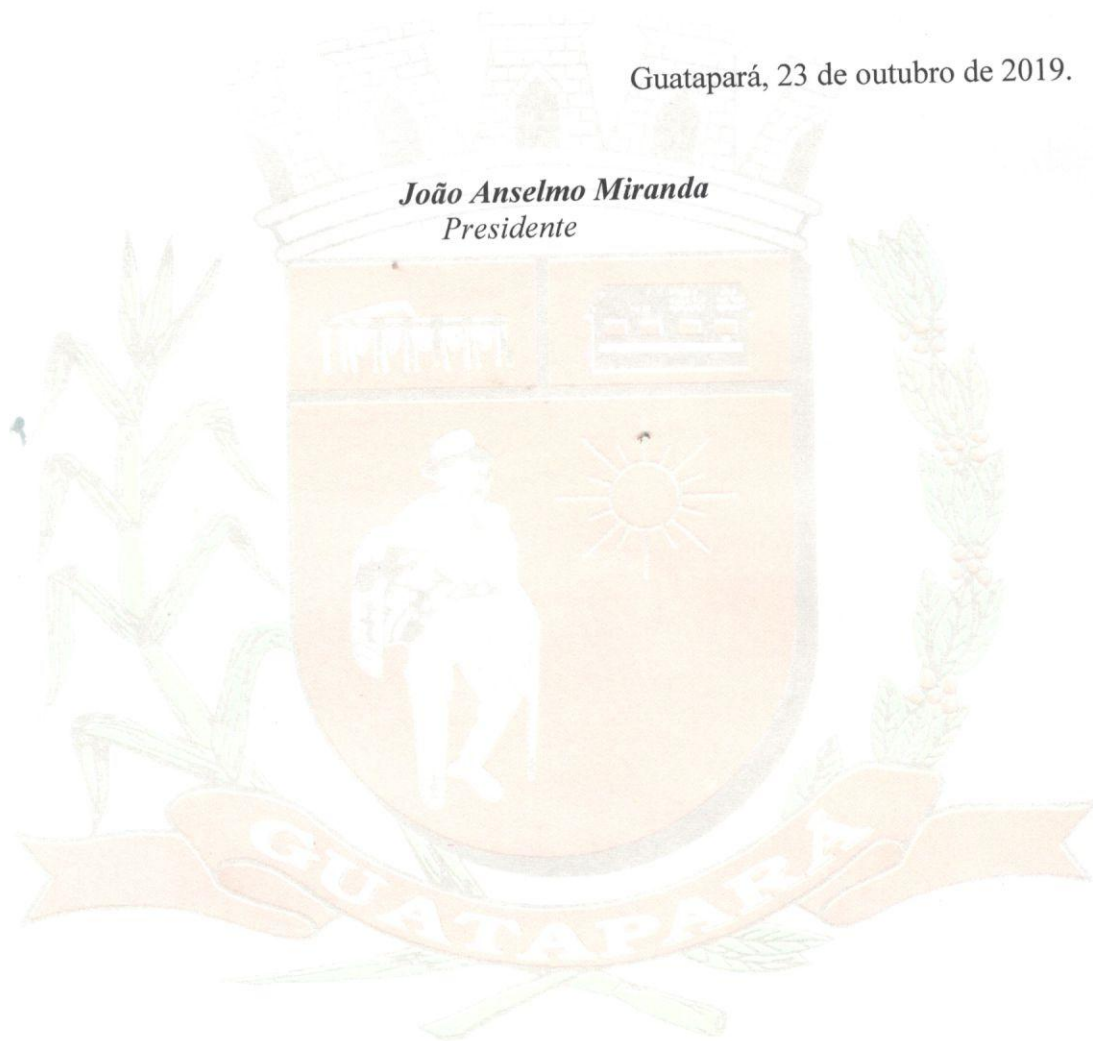 Guatapará, 23 de outubro de 2019.
João Anselmo Miranda
Presidente
GUATAPARÁ